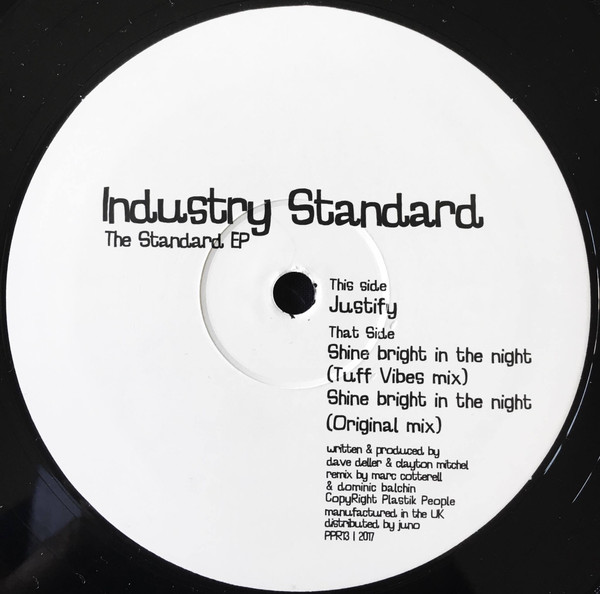 Industry Standard
The Standard EP
This side
Justify
That Side
Shine bright in the night
(Tuff Vibes mix)
Shine bright in the night
(Original mix)
written & produced by
dave deller & clayton mitchel
remix by marc cotterell
& dominic balchin
CopyRight Plastik People
manufactured in the UK
distributed by juno
PPR13 | 2017